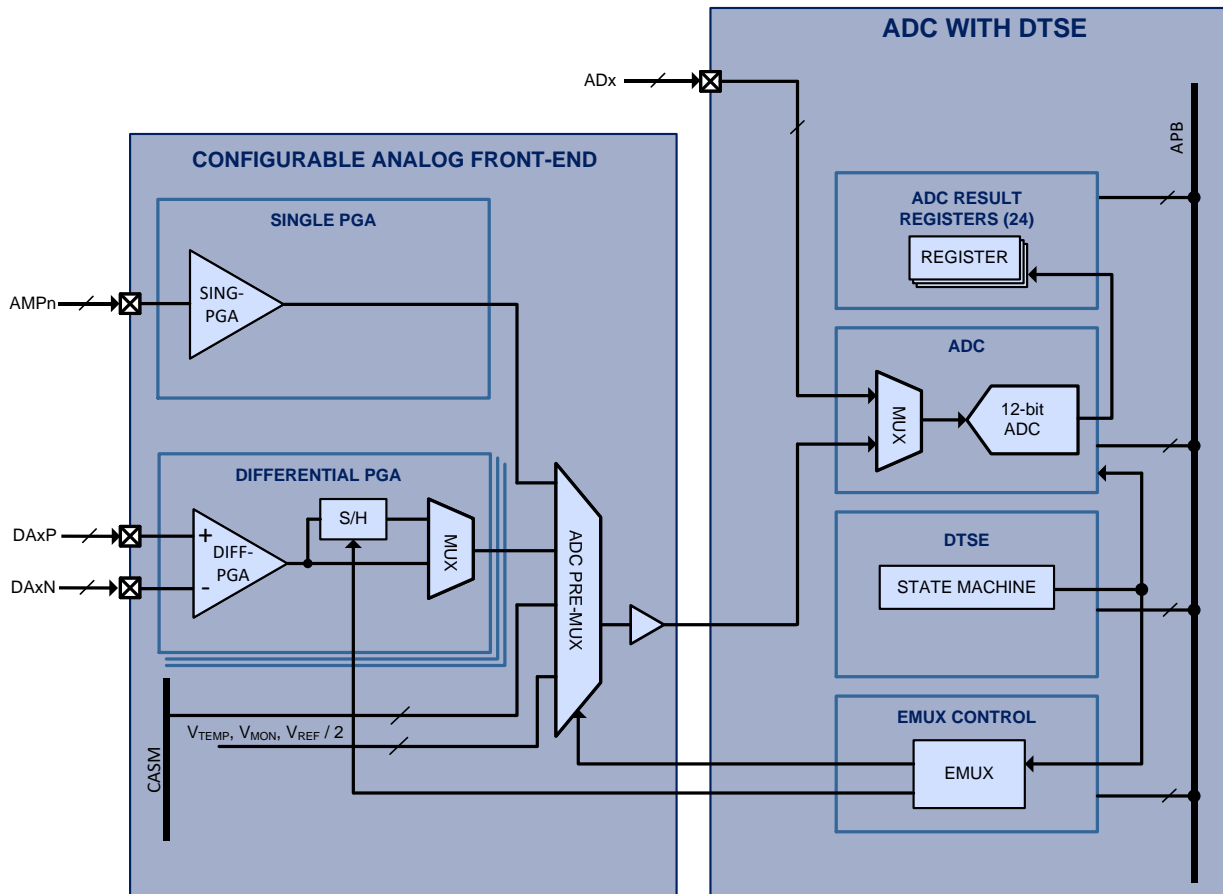 ADC WITH DTSE
ADx
APB
CONFIGURABLE ANALOG FRONT-END
SINGLE PGA
AMPn
SING-
PGA
ADC RESULT
REGISTERS (24)
REGISTER
ADC
MUX
12-bit
ADC
DIFFERENTIAL PGA
DAxP
DAxN
+
-
DIFF-
PGA
S/H
MUX
ADC PRE-MUX
DTSE
STATE MACHINE
CASM
VTEMP, VMON, VREF / 2
EMUX CONTROL
EMUX